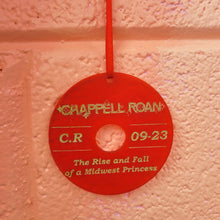 CHAPPELL ROAN
C.R 09-23
The Rise and Fall
of a Midwest Princess